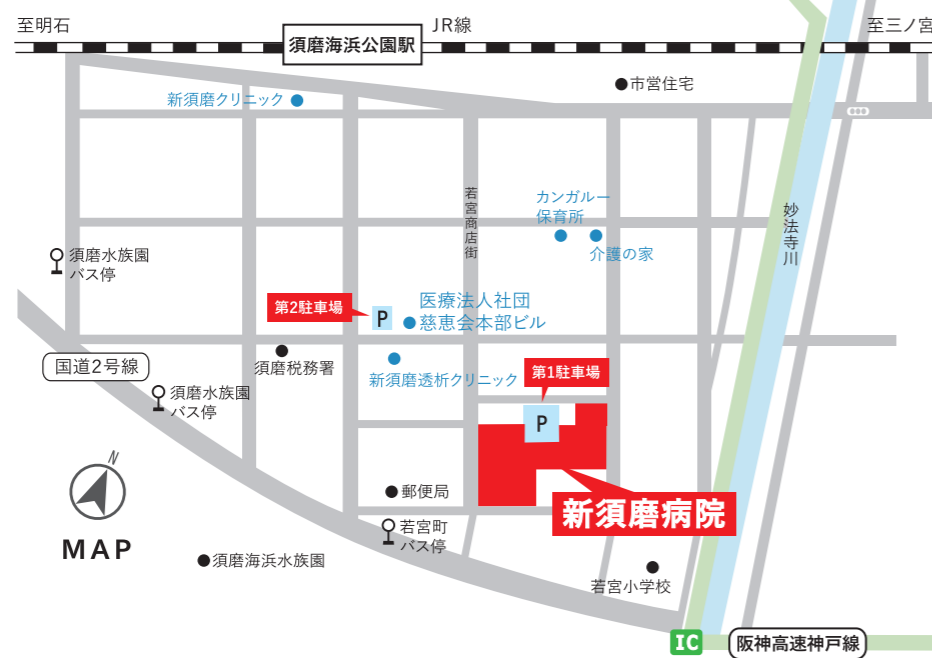 至明石
JR線
至三ノ宮
須磨海浜公園駅
市営住宅
新須磨クリニック
若宮商店街
カンガルー
保育所
介護の家
妙法寺川
須磨水族園
バス停
第2駐車場
P
医療法人社団
慈恵会本部ビル
国道2号線
須磨税務署
新須磨透析クリニック
第1駐車場
須磨水族園
バス停
P
N
MAP
郵便局
新須磨病院
若宮町
バス停
須磨海浜水族園
若宮小学校
IC
阪神高速神戸線